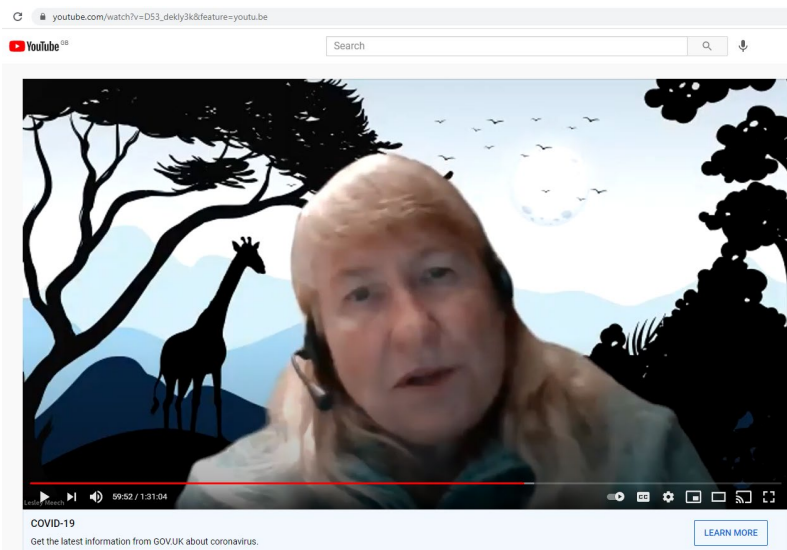 youtube.com/watch?v=D53_dekly3k&feature=youtu.be
YouTube GB
Search
Lesley Meech
59:52 / 1:31:04
CC
COVID-19
Get the latest information from GOV.UK about coronavirus.
LEARN MORE